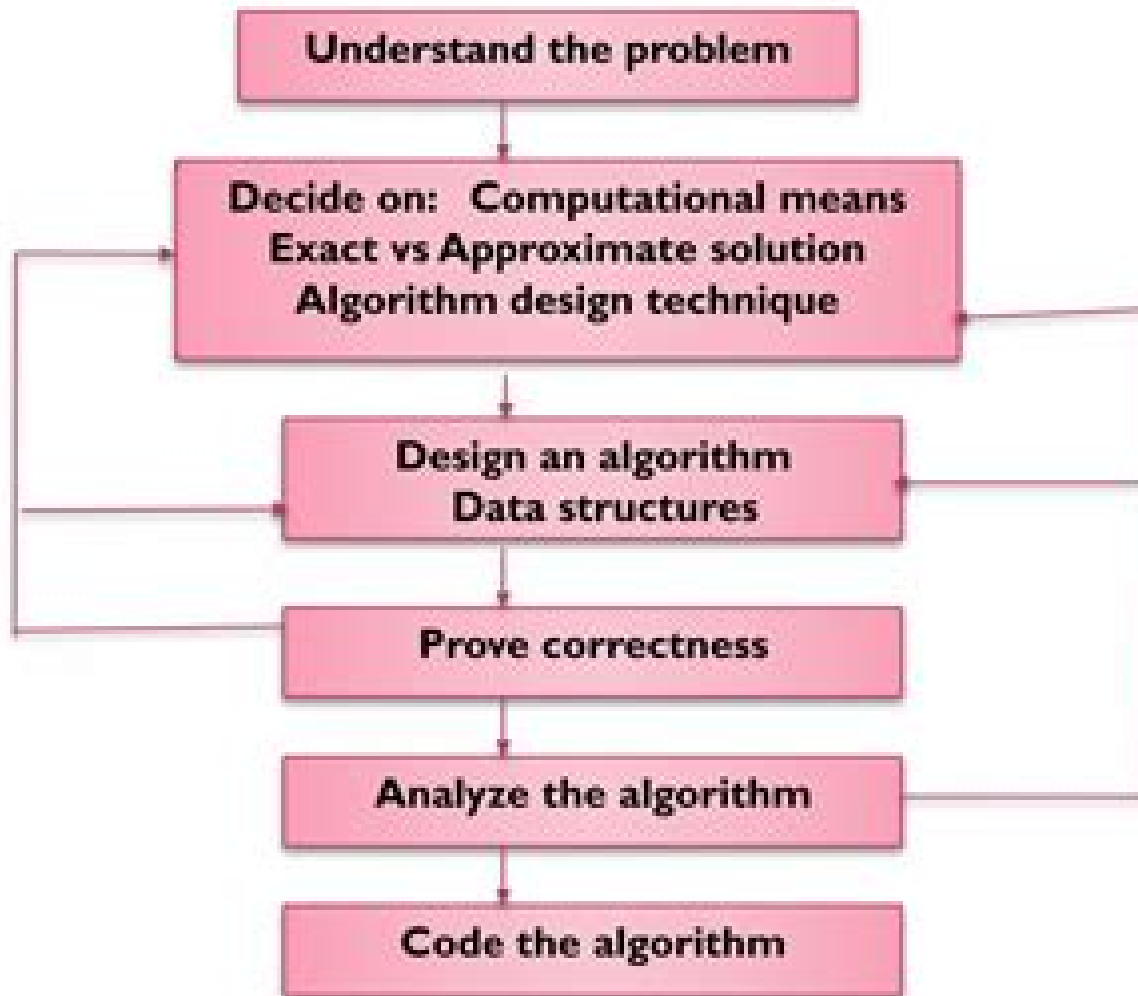 Understand the problem
Decide on: Computational means
Exact vs Approximate solution
Algorithm design technique
Design an algorithm
Data structures
Prove correctness
Analyze the algorithm
Code the algorithm